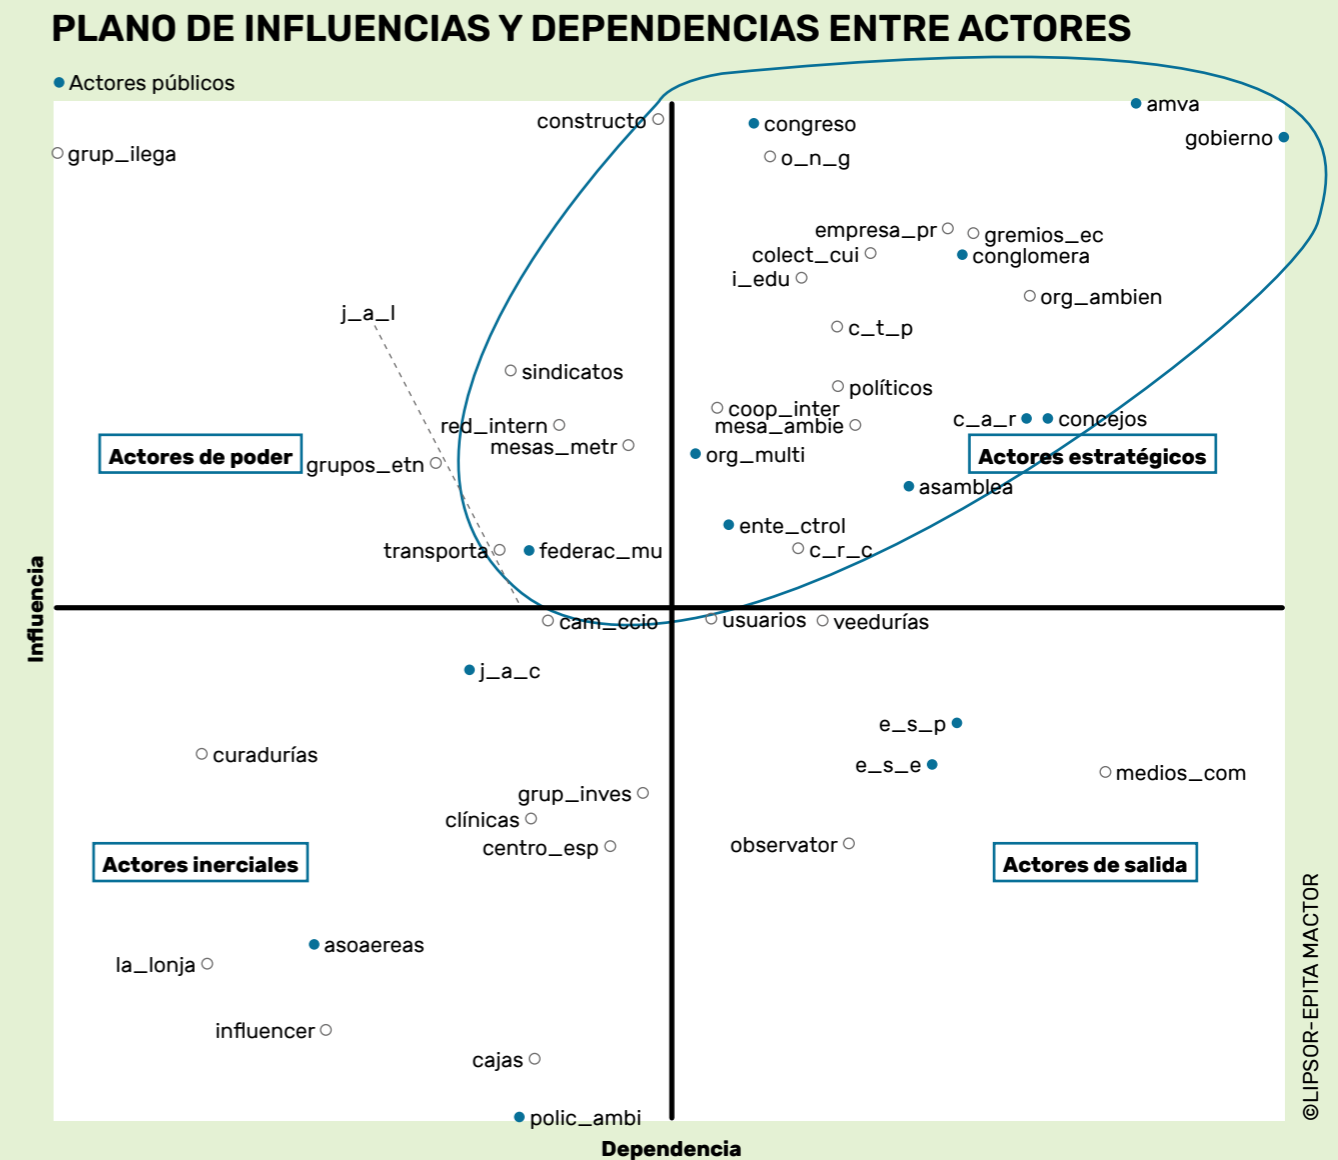 PLANO DE INFLUENCIAS Y DEPENDENCIAS ENTRE ACTORES
Actores públicos
amva
constructo
congreso
gobierno
grup_ilega
o_n_g
empresa_pr
gremios_ec
colect_cui
conglomera
i_edu
org_ambien
j_a_l
c_t_p
sindicatos
políticos
coop_inter
red_intern
mesa_ambie
c_a_r
concejos
mesas_metr
org_multi
Actores de poder
grupos_etn
Actores estratégicos
asamblea
ente_ctrol
transporta
federac_mu
c_r_c
Influencia
cam_ccio
usuarios
veedurías
j_a_c
e_s_p
curadurías
e_s_e
medios_com
grup_inves
clínicas
centro_esp
observator
Actores inerciales
Actores de salida
asoaereas
la_lonja
influencer
cajas
polic_ambi
Dependencia
©LIPSOR-EPITA MACTOR